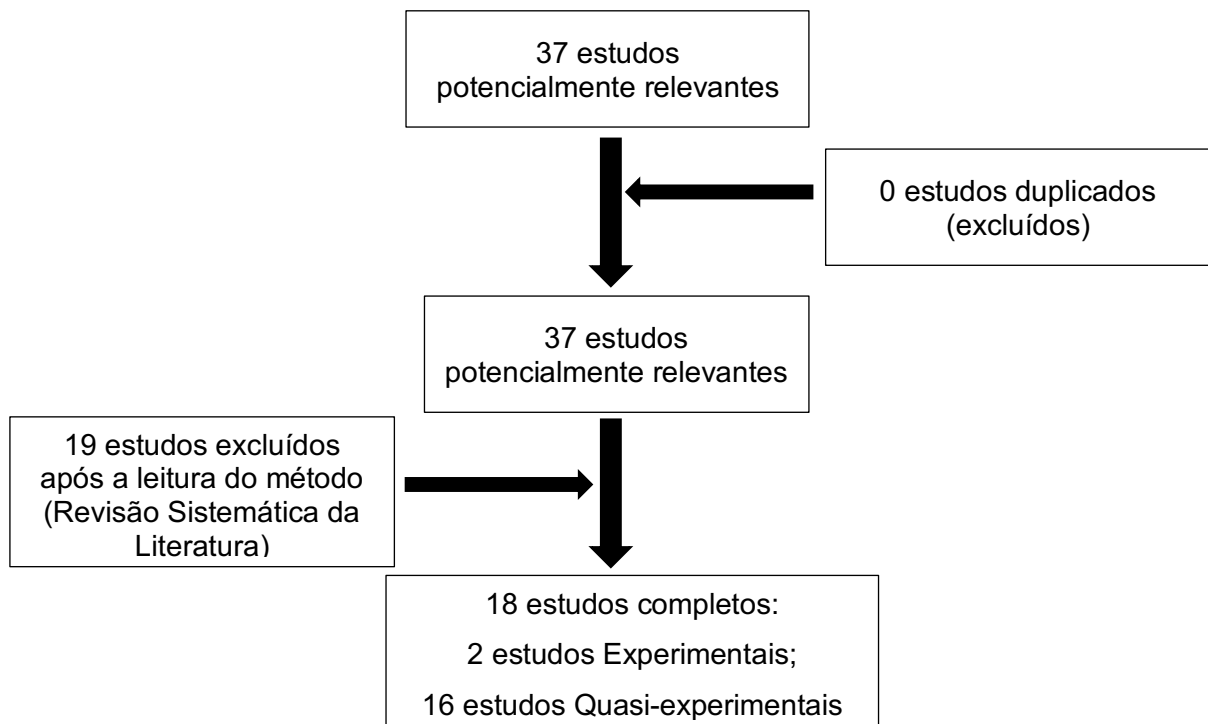 37 estudos
potencialmente relevantes
0 estudos duplicados
(excluídos)
37 estudos
potencialmente relevantes
19 estudos excluídos
após a leitura do método
(Revisão Sistemática da
Literatura)
18 estudos completos:
2 estudos Experimentais;
16 estudos Quasi-experimentais